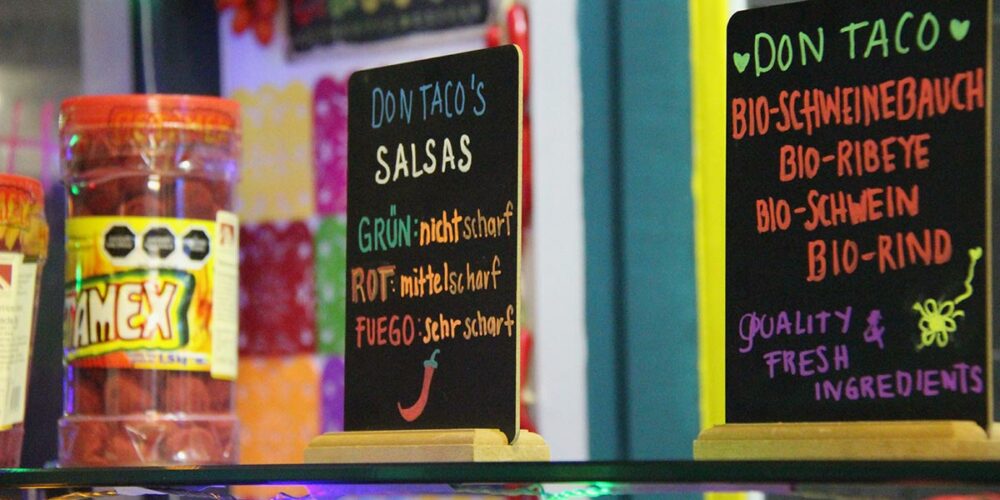 DON TACO'S
SALSAS
GRÜN: nicht scharf
ROT: mittelscharf
FUEGO: sehr scharf
♥DON TACO♥
BIO-SCHWEINEBAUCH
BIO-RIBEYE
BIO-SCHWEIN
BIO-RIND
QUALITY &
FRESH
INGREDIENTS